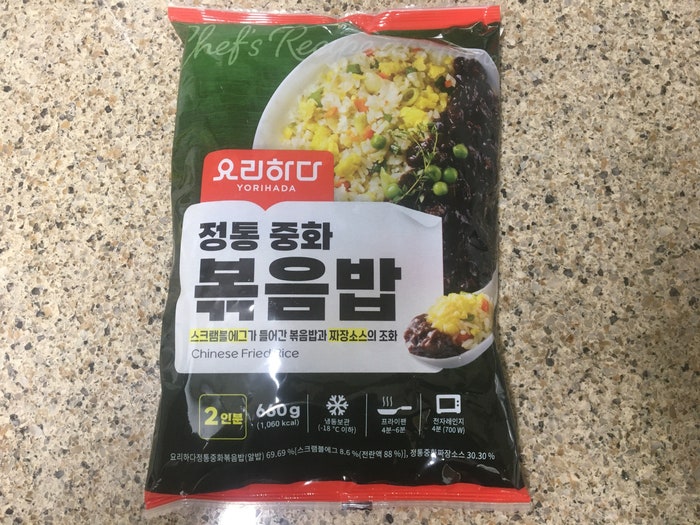 Chef's Recipe
요리하다
YORIHADA
정통 중화
볶음밥
스크램블에그가 들어간 볶음밥과 짜장소스의 조화
Chinese Fried Rice
2인분
660g
(1,060 kcal)
냉동보관
(-18 °C 이하)
프라이팬
4분~6분
전자레인지
4분 (700 W)
요리하다정통중화볶음밥(알밥) 69.69 %[스크램블에그 8.6 %(전란액 88 %)], 정통중화짜장소스 30.30 %